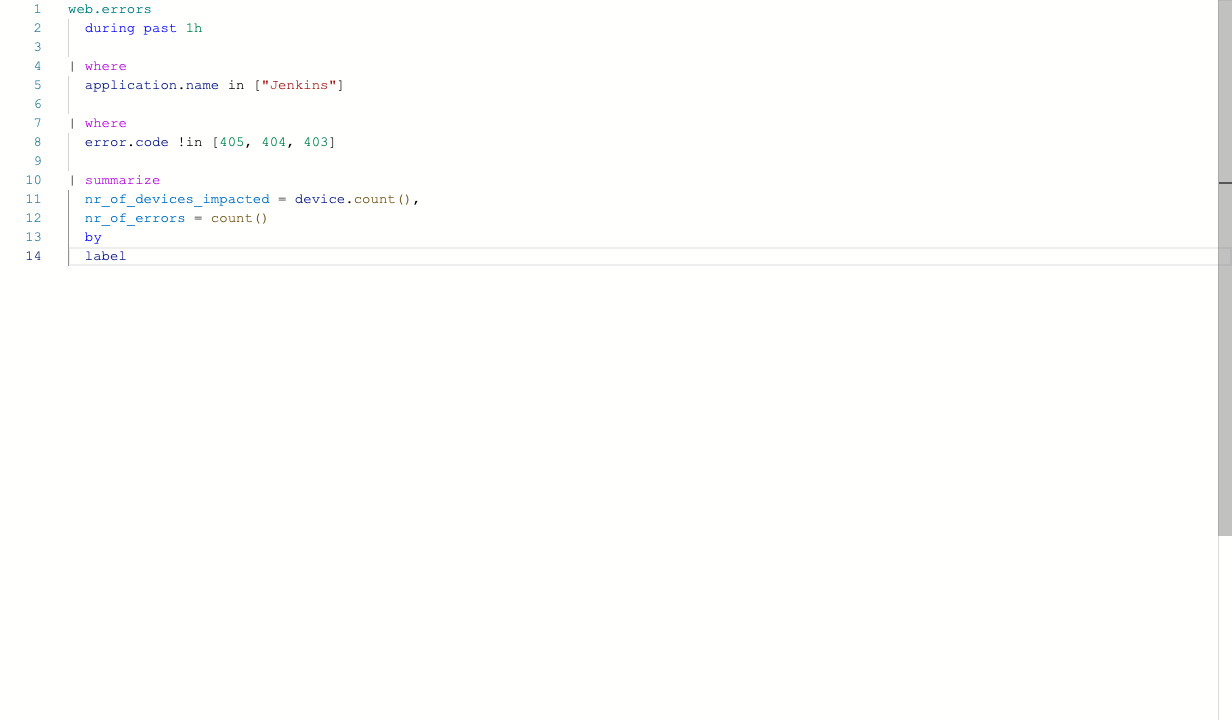 1 web.errors
2 during past 1h
3
4 | where
5 application.name in ["Jenkins"]
6
7 | where
8 error.code !in [405, 404, 403]
9
10 | summarize
11 nr_of_devices_impacted = device.count(),
12 nr_of_errors = count()
13 by
14 label